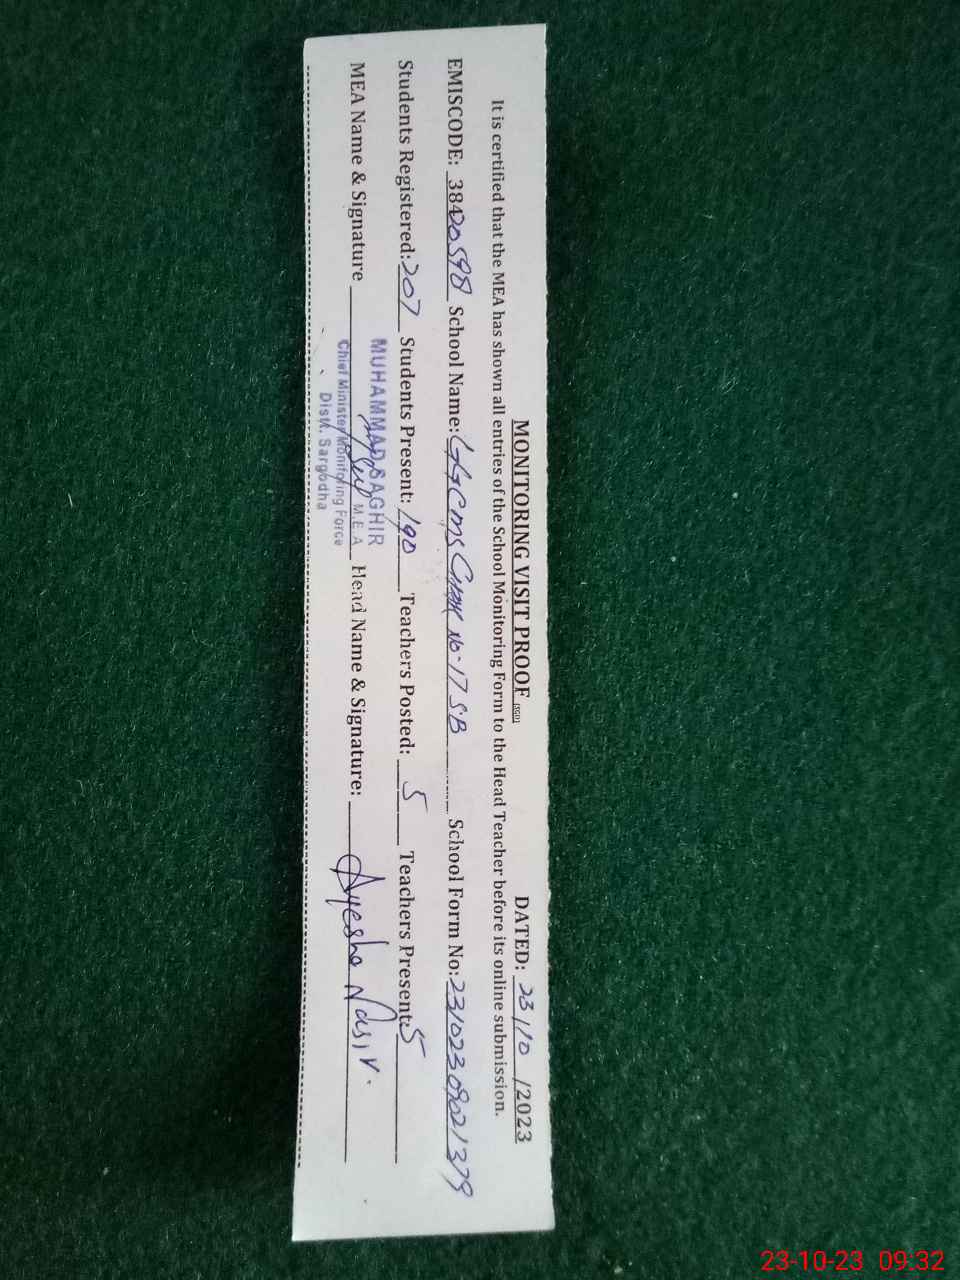 MONITORING VISIT PROOF (SGD) DATED: 23/10/2023
It is certified that the MEA has shown all entries of the School Monitoring Form to the Head Teacher before its online submission.
EMISCODE: 38420598 School Name: GGCMS Chak No-17 SB School Form No: 231023
Students Registered: 207 Students Present: 190 Teachers Posted: 5 Teachers Present: 5
MEA Name & Signature Head Name & Signature: Ayesha Nasir.
MUHAMMAD SAGHIR
M.E.A
Chief Minister Monitoring Force
Distt. Sargodha
23-10-23 09:32